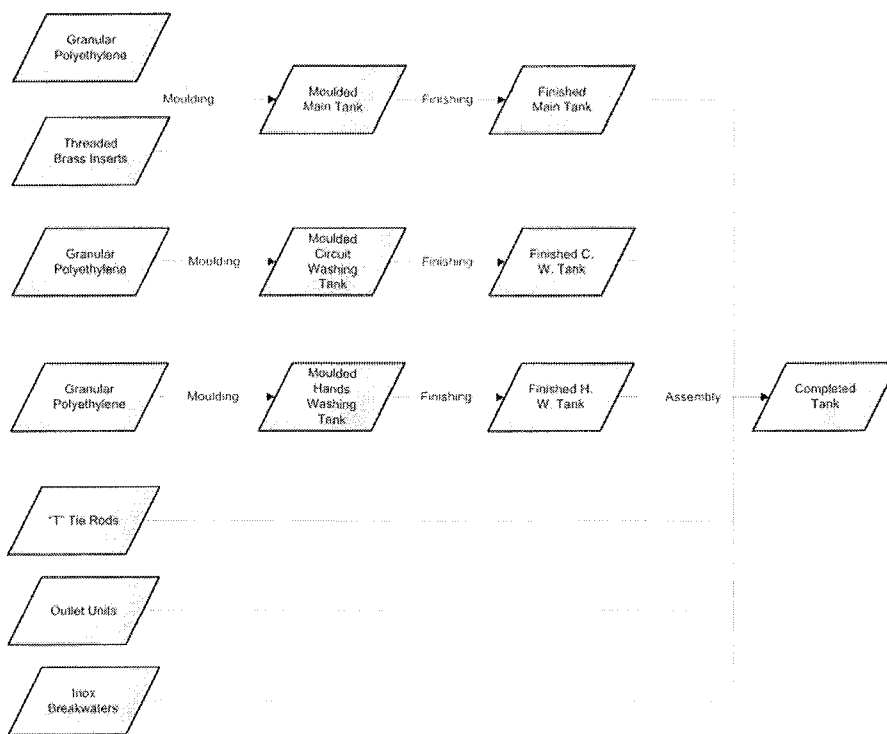 Granular
Polyethylene
Moulding
Moulded
Main Tank
Finishing
Finished
Main Tank
Threaded
Brass Inserts
Granular
Polyethylene
Moulding
Moulded
Circuit
Washing
Tank
Finishing
Finished C.
W. Tank
Granular
Polyethylene
Moulding
Moulded
Hands
Washing
Tank
Finishing
Finished H.
W. Tank
Assembly
Completed
Tank
"T" Tie Rods
Outlet Units
Inox
Breakwaters